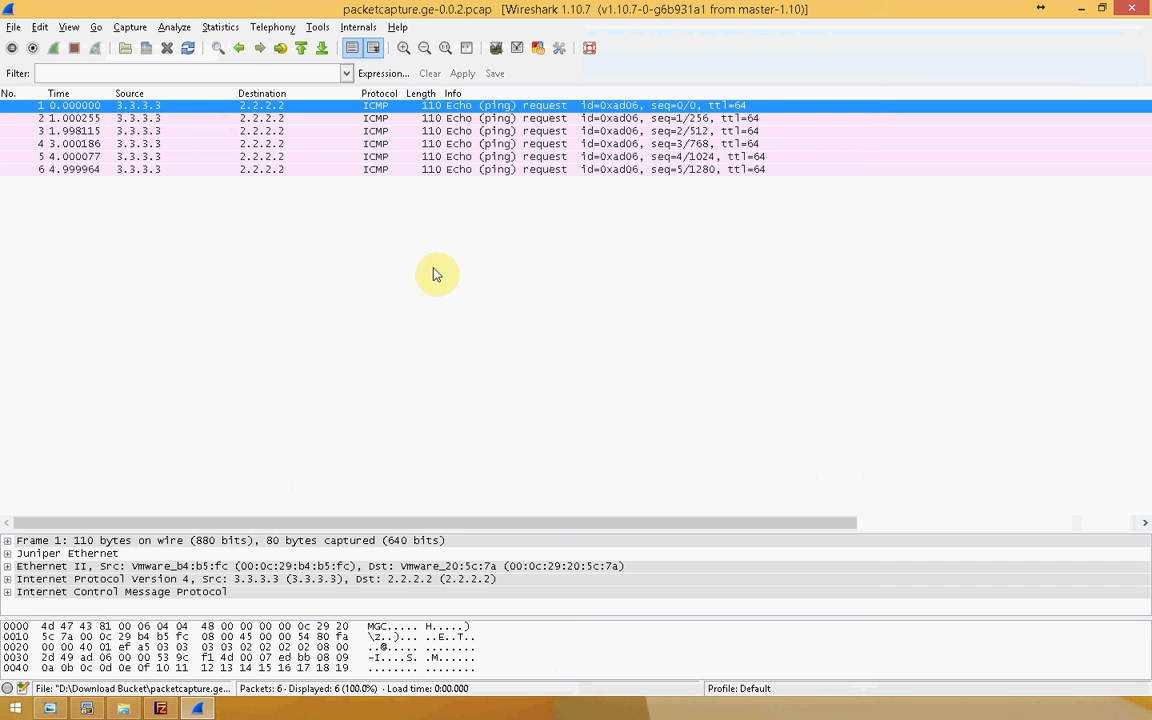 packetcapture.ge-0.0.2.pcap [Wireshark 1.10.7 (v1.10.7-0-g6b931a1 from master-1.10)]
File Edit View Go Capture Analyze Statistics Telephony Tools Internals Help
Filter: Expression... Clear Apply Save
No. Time Source Destination Protocol Length Info
1 0.000000 3.3.3.3 2.2.2.2 ICMP 110 Echo (ping) request id=0xad06, seq=0/0, ttl=64
2 1.000255 3.3.3.3 2.2.2.2 ICMP 110 Echo (ping) request id=0xad06, seq=1/256, ttl=64
3 1.998115 3.3.3.3 2.2.2.2 ICMP 110 Echo (ping) request id=0xad06, seq=2/512, ttl=64
4 3.000186 3.3.3.3 2.2.2.2 ICMP 110 Echo (ping) request id=0xad06, seq=3/768, ttl=64
5 4.000077 3.3.3.3 2.2.2.2 ICMP 110 Echo (ping) request id=0xad06, seq=4/1024, ttl=64
6 4.999964 3.3.3.3 2.2.2.2 ICMP 110 Echo (ping) request id=0xad06, seq=5/1280, ttl=64
Frame 1: 110 bytes on wire (880 bits), 80 bytes captured (640 bits)
Juniper Ethernet
Ethernet II, Src: Vmware_b4:b5:fc (00:0c:29:b4:b5:fc), Dst: Vmware_20:5c:7a (00:0c:29:20:5c:7a)
Internet Protocol Version 4, Src: 3.3.3.3 (3.3.3.3), Dst: 2.2.2.2 (2.2.2.2)
Internet Control Message Protocol
0000 4d 47 43 81 00 06 04 04 48 00 00 00 00 0c 29 20 MGC..... H.....)
0010 5c 7a 00 0c 29 b4 b5 fc 08 00 45 00 00 54 80 fa \z..)... ..E..T..
0020 00 00 40 01 ef a5 03 03 03 03 02 02 02 02 08 00 ..@..... ........
0030 2d 49 ad 06 00 00 53 9c f1 4d 00 07 ed bb 08 09 -I....S. .M......
0040 0a 0b 0c 0d 0e 0f 10 11 12 13 14 15 16 17 18 19 ........ ........
File: "D:\Download Bucket\packetcapture.ge... Packets: 6 · Displayed: 6 (100.0%) · Load time: 0:00.000 Profile: Default